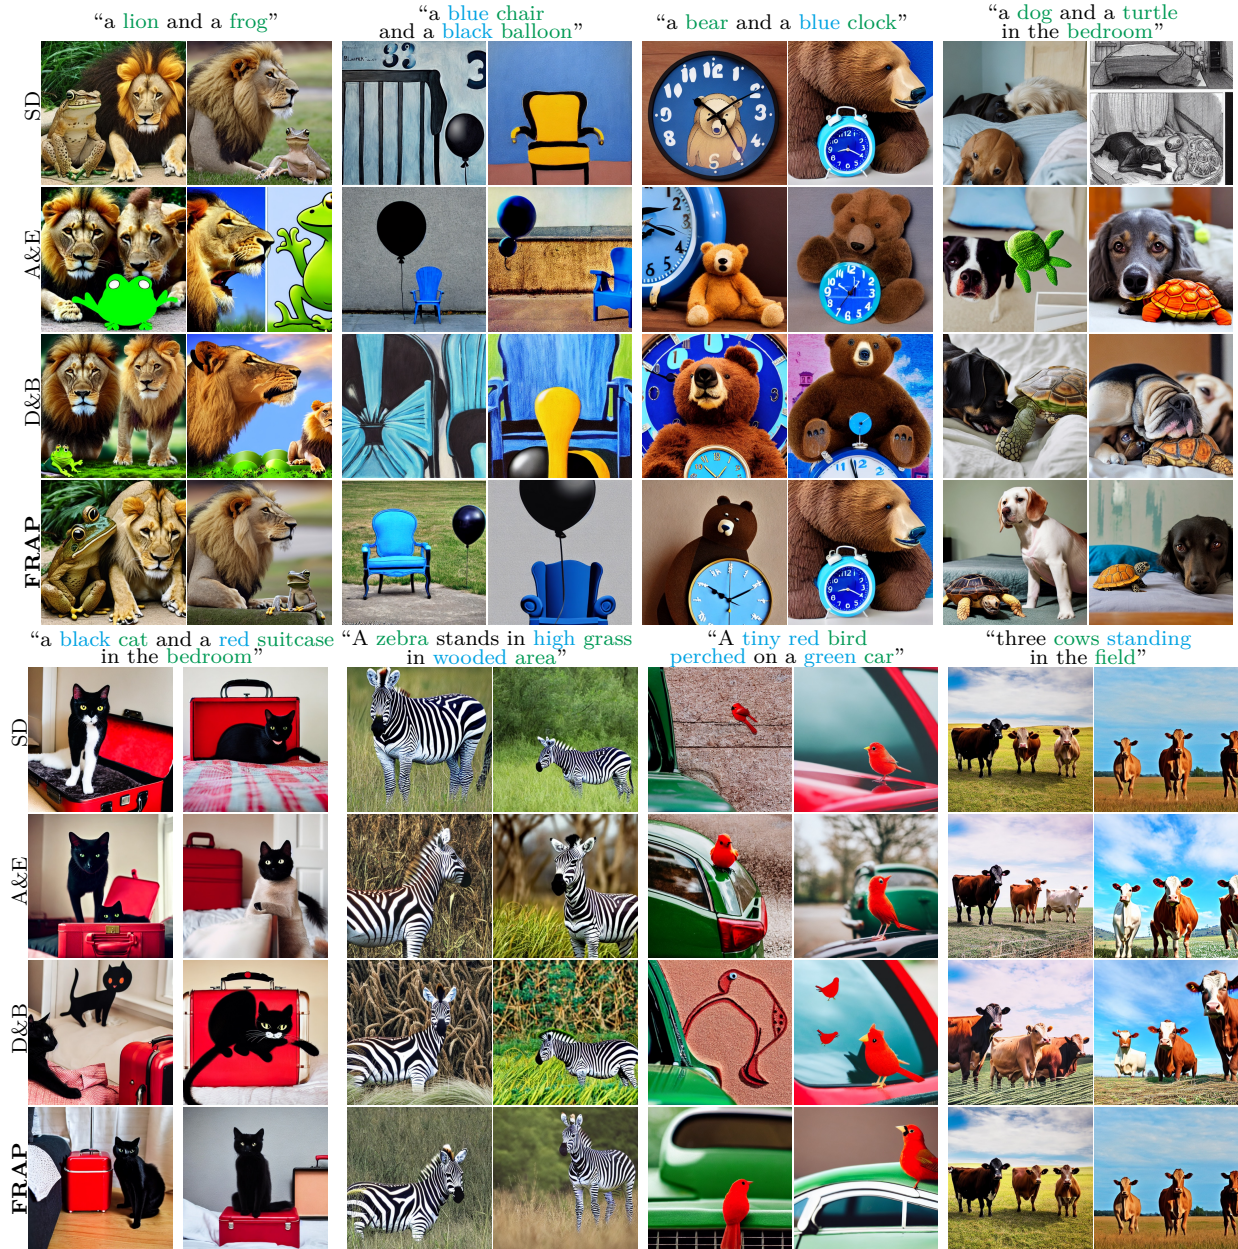 “a lion and a frog”
“a blue chair
and a black balloon”
“a bear and a blue clock”
“a dog and a turtle
in the bedroom”
SD
33
3
A&E
D&B
FRAP
“a black cat and a red suitcase
in the bedroom”
“A zebra stands in high grass
in wooded area”
“A tiny red bird
perched on a green car”
“three cows standing
in the field”
SD
A&E
D&B
FRAP